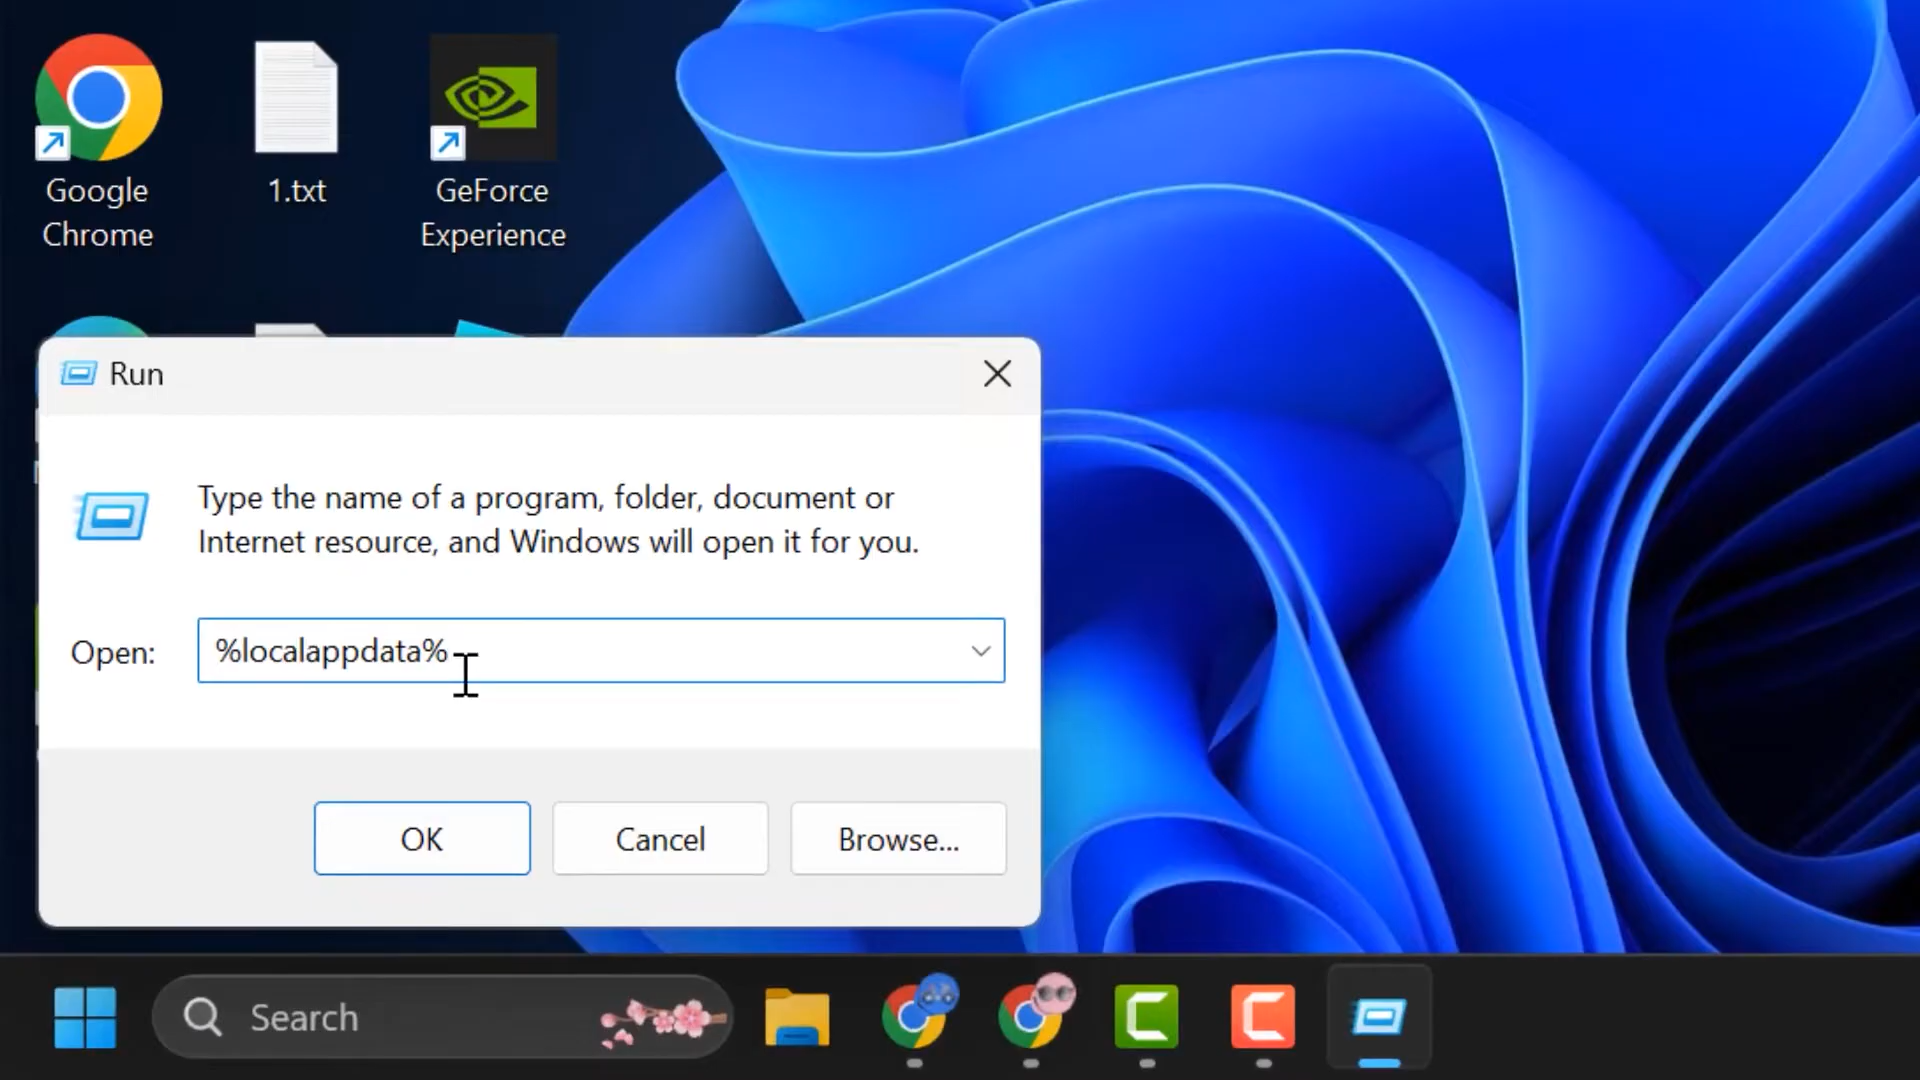 Google
Chrome
1.txt
GeForce
Experience
Run
Type the name of a program, folder, document or
Internet resource, and Windows will open it for you.
Open:
%localappdata%
OK
Cancel
Browse...
Search